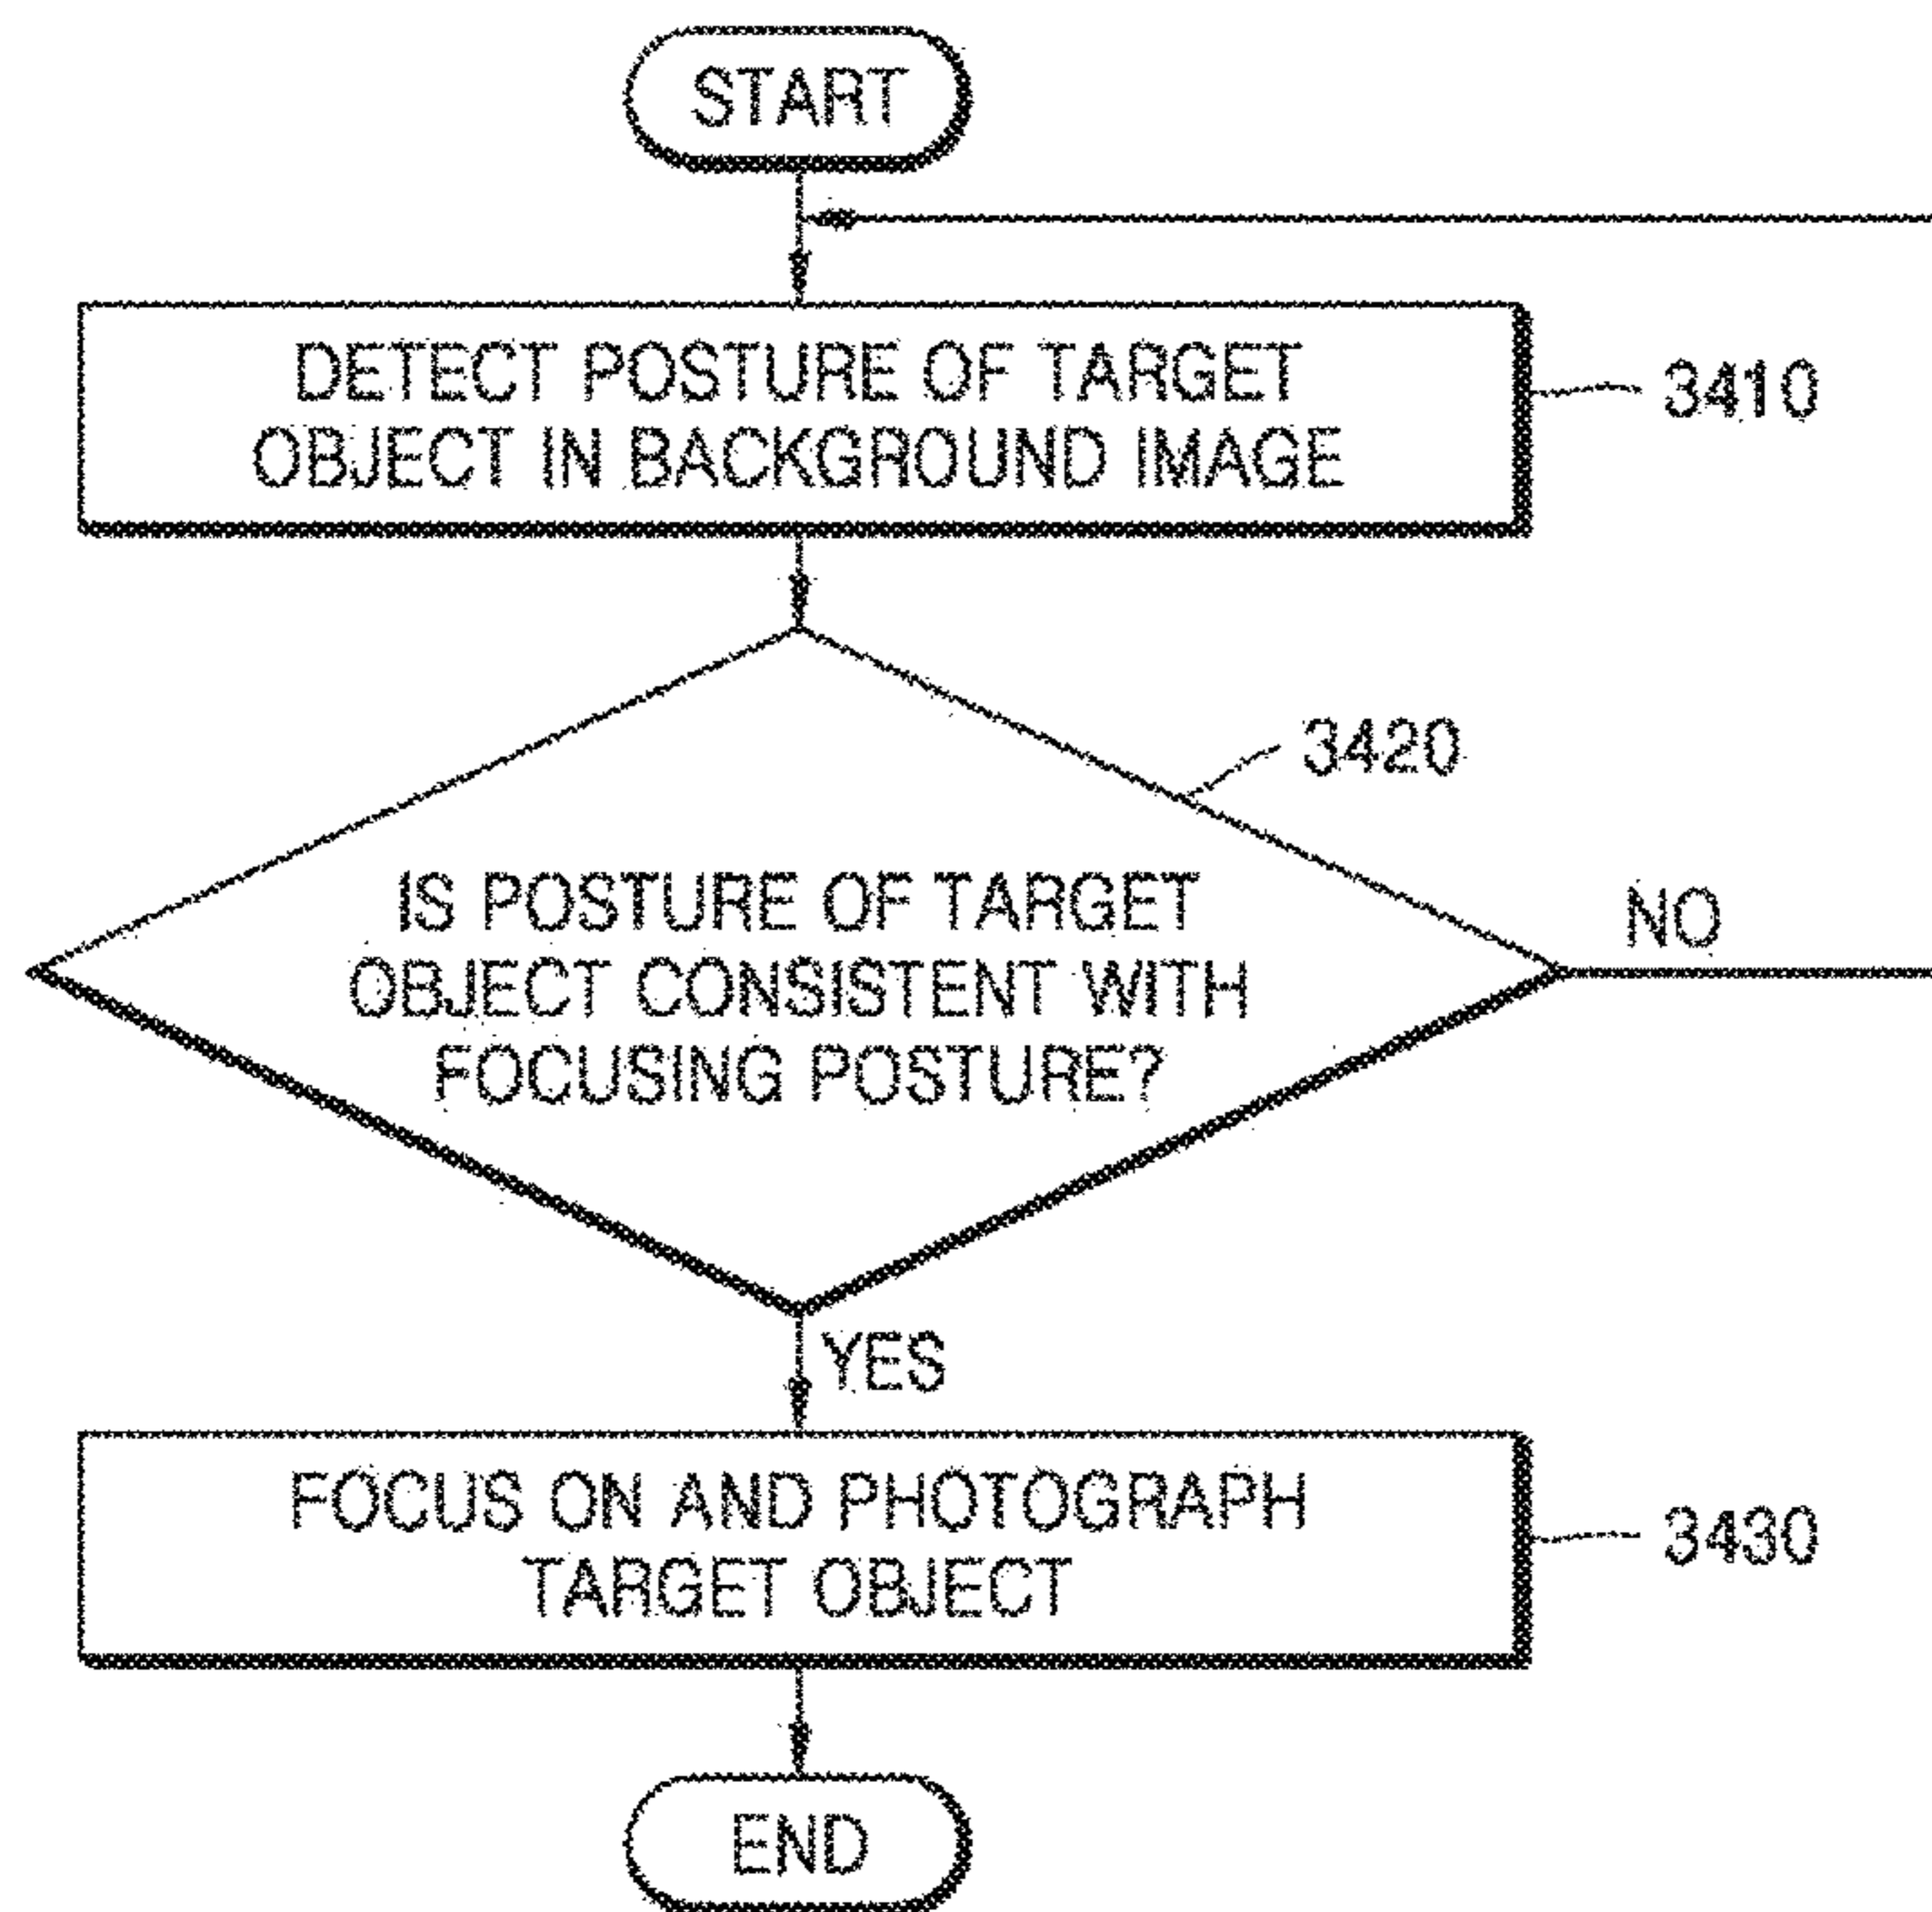 START
DETECT POSTURE OF TARGET
OBJECT IN BACKGROUND IMAGE
3410
3420
IS POSTURE OF TARGET
OBJECT CONSISTENT WITH
FOCUSING POSTURE?
NO
YES
FOCUS ON AND PHOTOGRAPH
TARGET OBJECT
3430
END